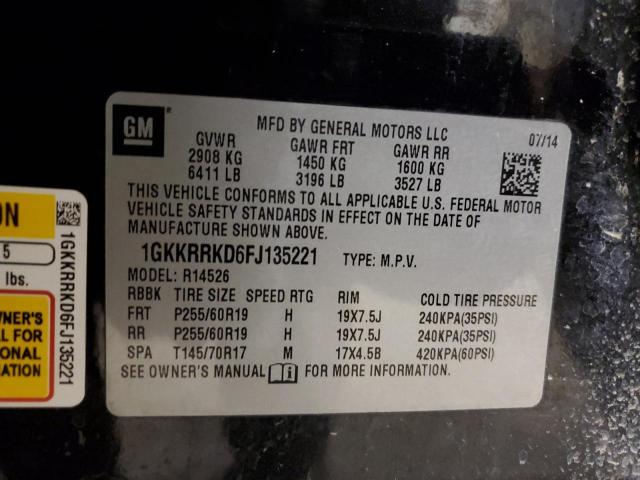 GM
MFD BY GENERAL MOTORS LLC
07/14
GVWR GAWR FRT GAWR RR
2908 KG 1450 KG 1600 KG
6411 LB 3196 LB 3527 LB
THIS VEHICLE CONFORMS TO ALL APPLICABLE U.S. FEDERAL MOTOR
VEHICLE SAFETY STANDARDS IN EFFECT ON THE DATE OF
MANUFACTURE SHOWN ABOVE.
1GKKRRKD6FJ135221 TYPE: M.P.V.
MODEL: R14526
RBBK TIRE SIZE SPEED RTG RIM COLD TIRE PRESSURE
FRT P255/60R19 H 19X7.5J 240KPA(35PSI)
RR P255/60R19 H 19X7.5J 240KPA(35PSI)
SPA T145/70R17 M 17X4.5B 420KPA(60PSI)
SEE OWNER'S MANUAL FOR MORE INFORMATION.
ON
5
lbs.
WNER'S
FOR
ONAL
MATION
1GKKRRKD6FJ135221